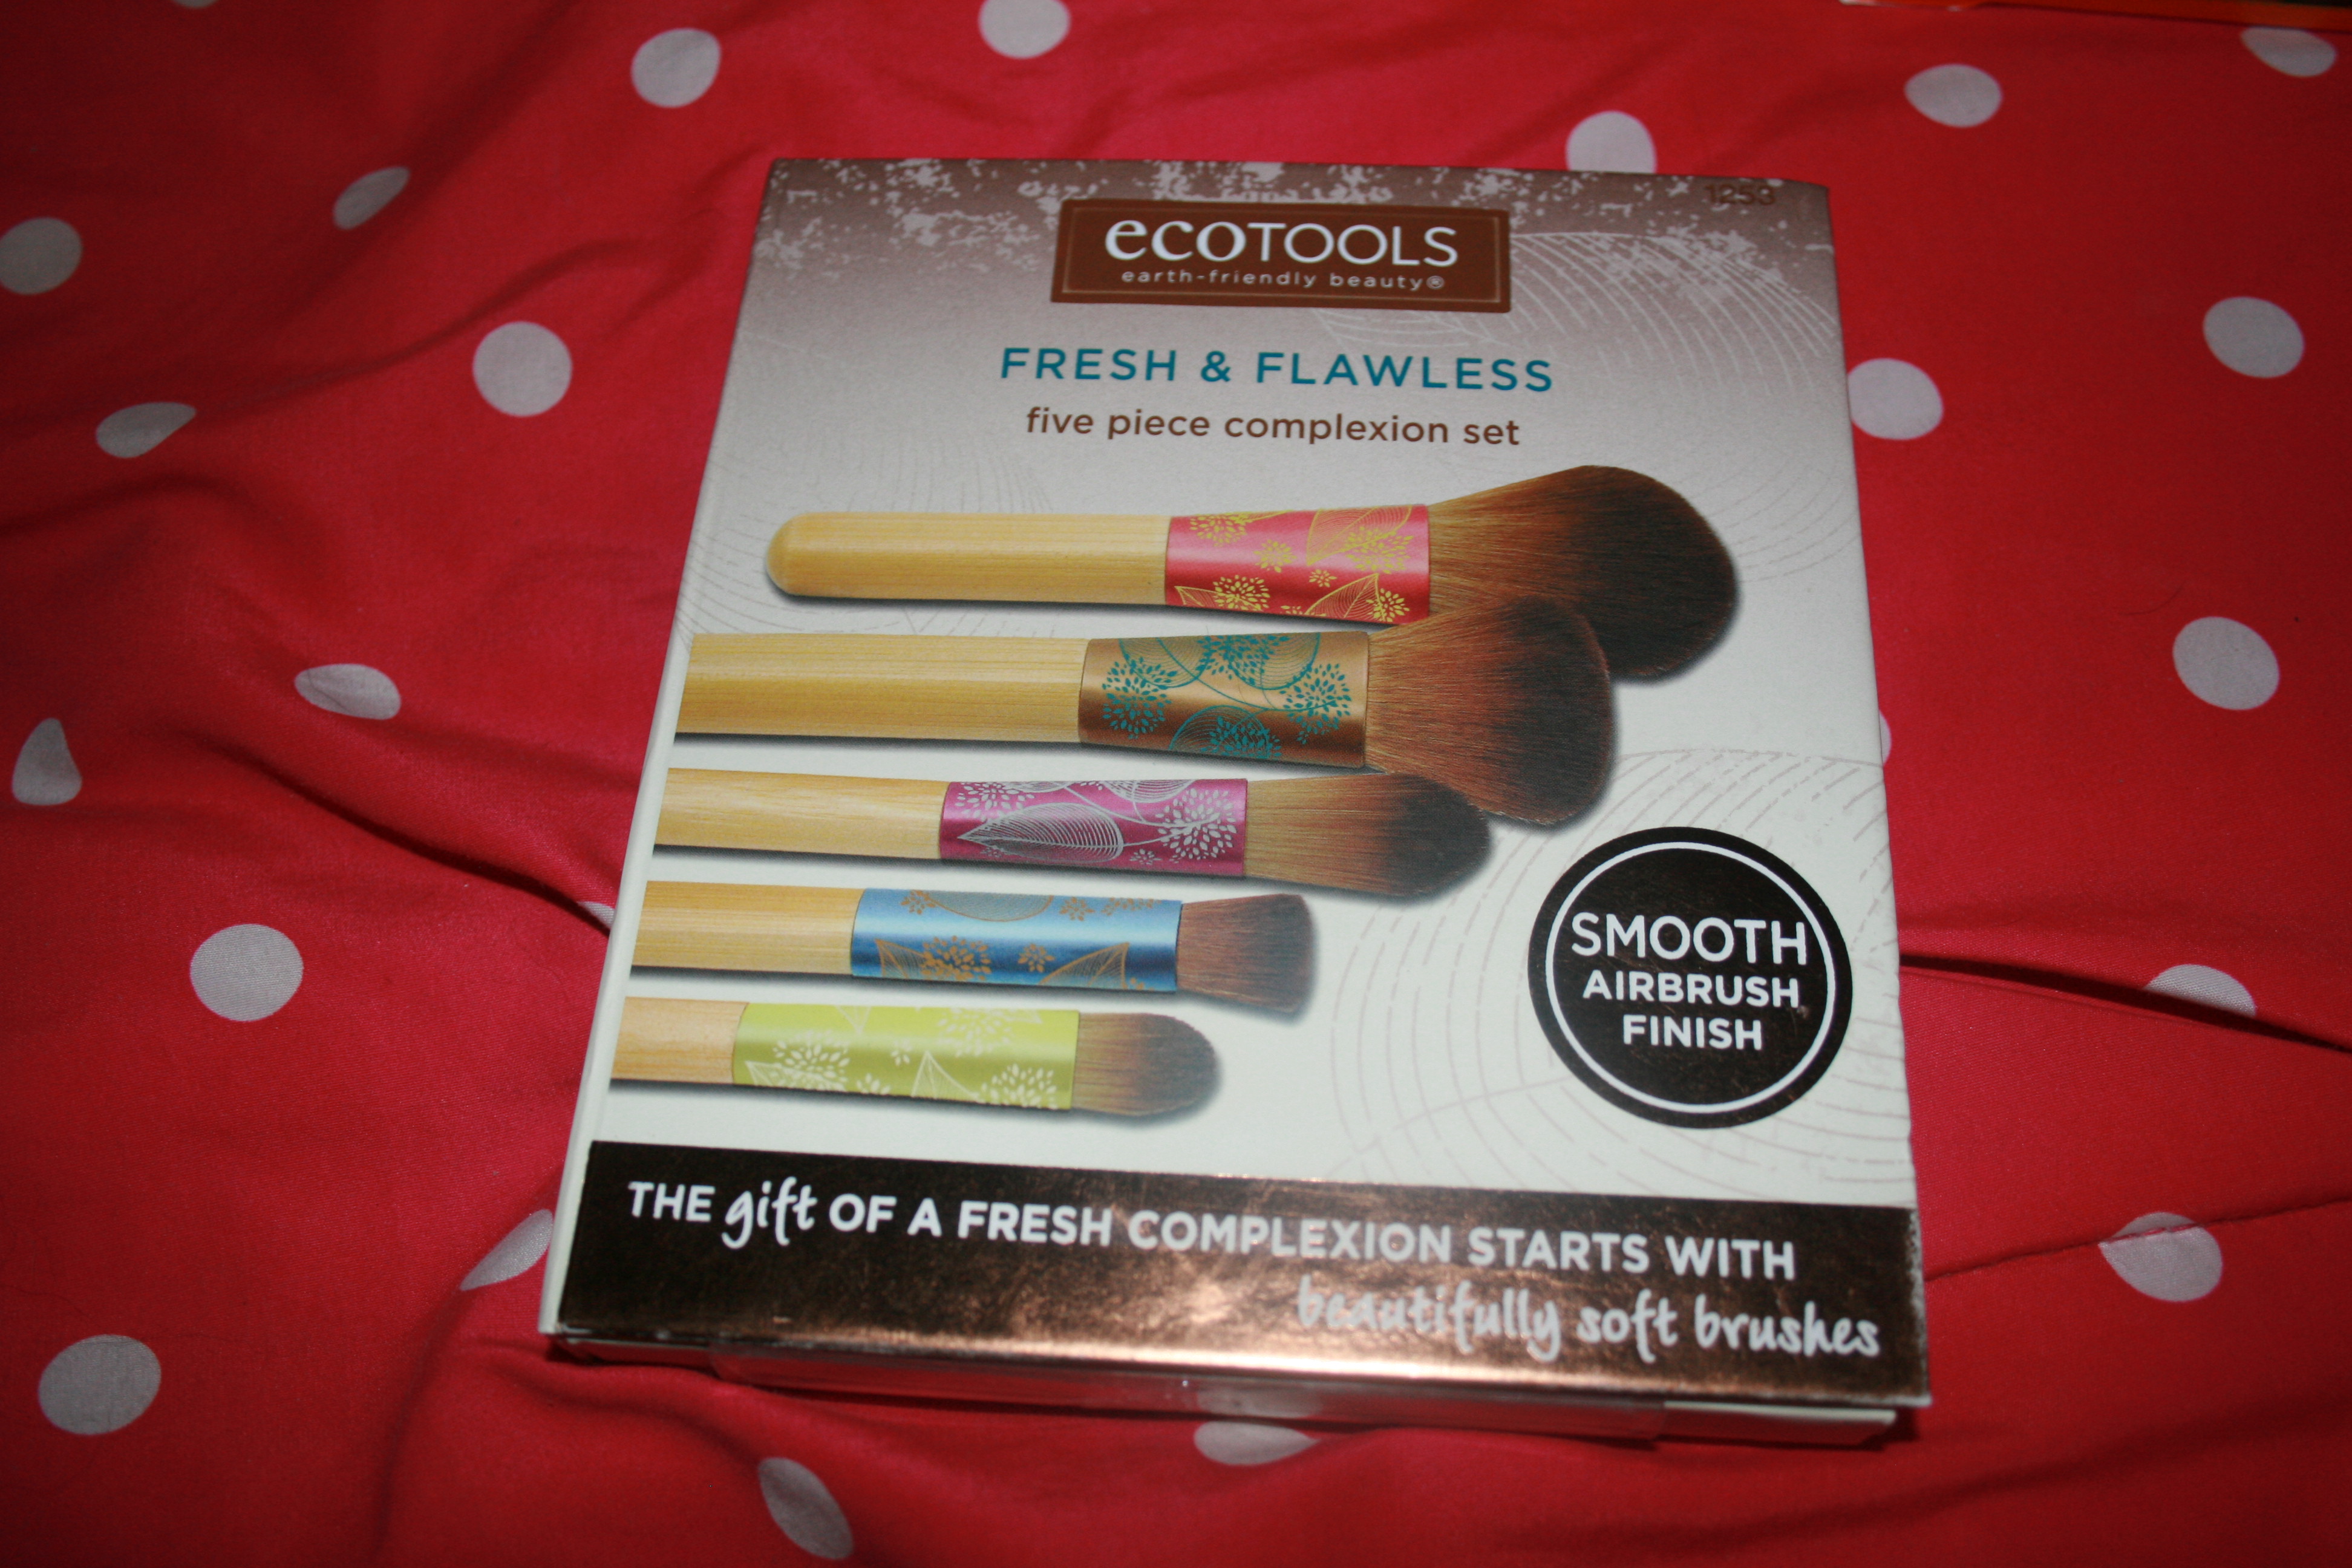 1253
ecoTOOLS
earth-friendly beauty®
FRESH & FLAWLESS
five piece complexion set
SMOOTH
AIRBRUSH
FINISH
THE gift OF A FRESH COMPLEXION STARTS WITH
beautifully soft brushes